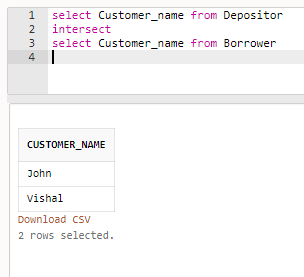 1 select Customer_name from Depositor
2 intersect
3 select Customer_name from Borrower
4
CUSTOMER_NAME
John
Vishal
Download CSV
2 rows selected.